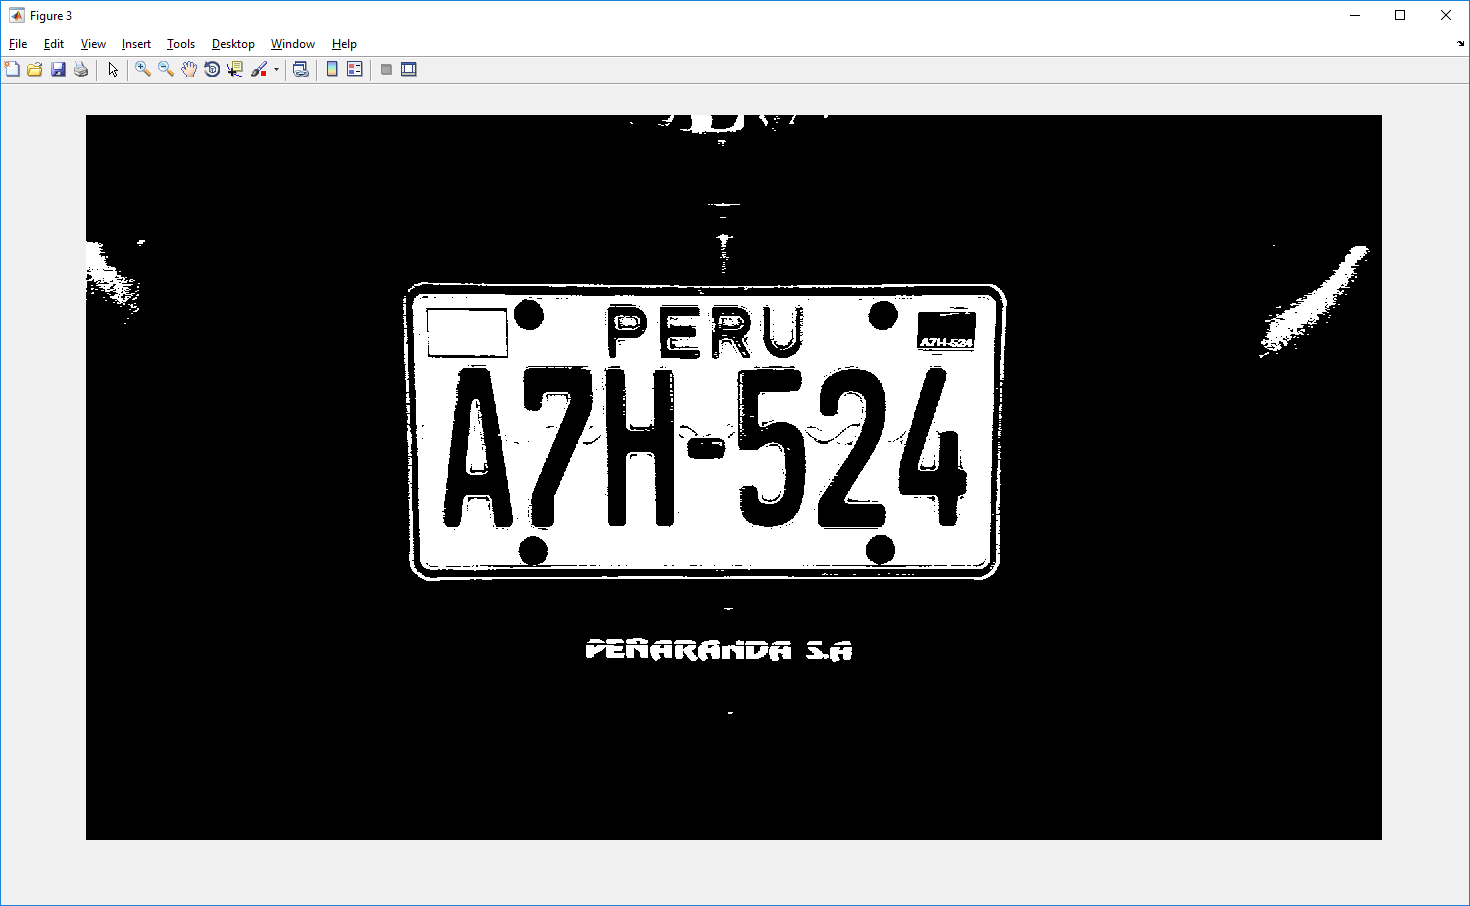 Figure 3
File Edit View Insert Tools Desktop Window Help
PERU
A7H-524
A7H-524
PEÑARANDA S.A